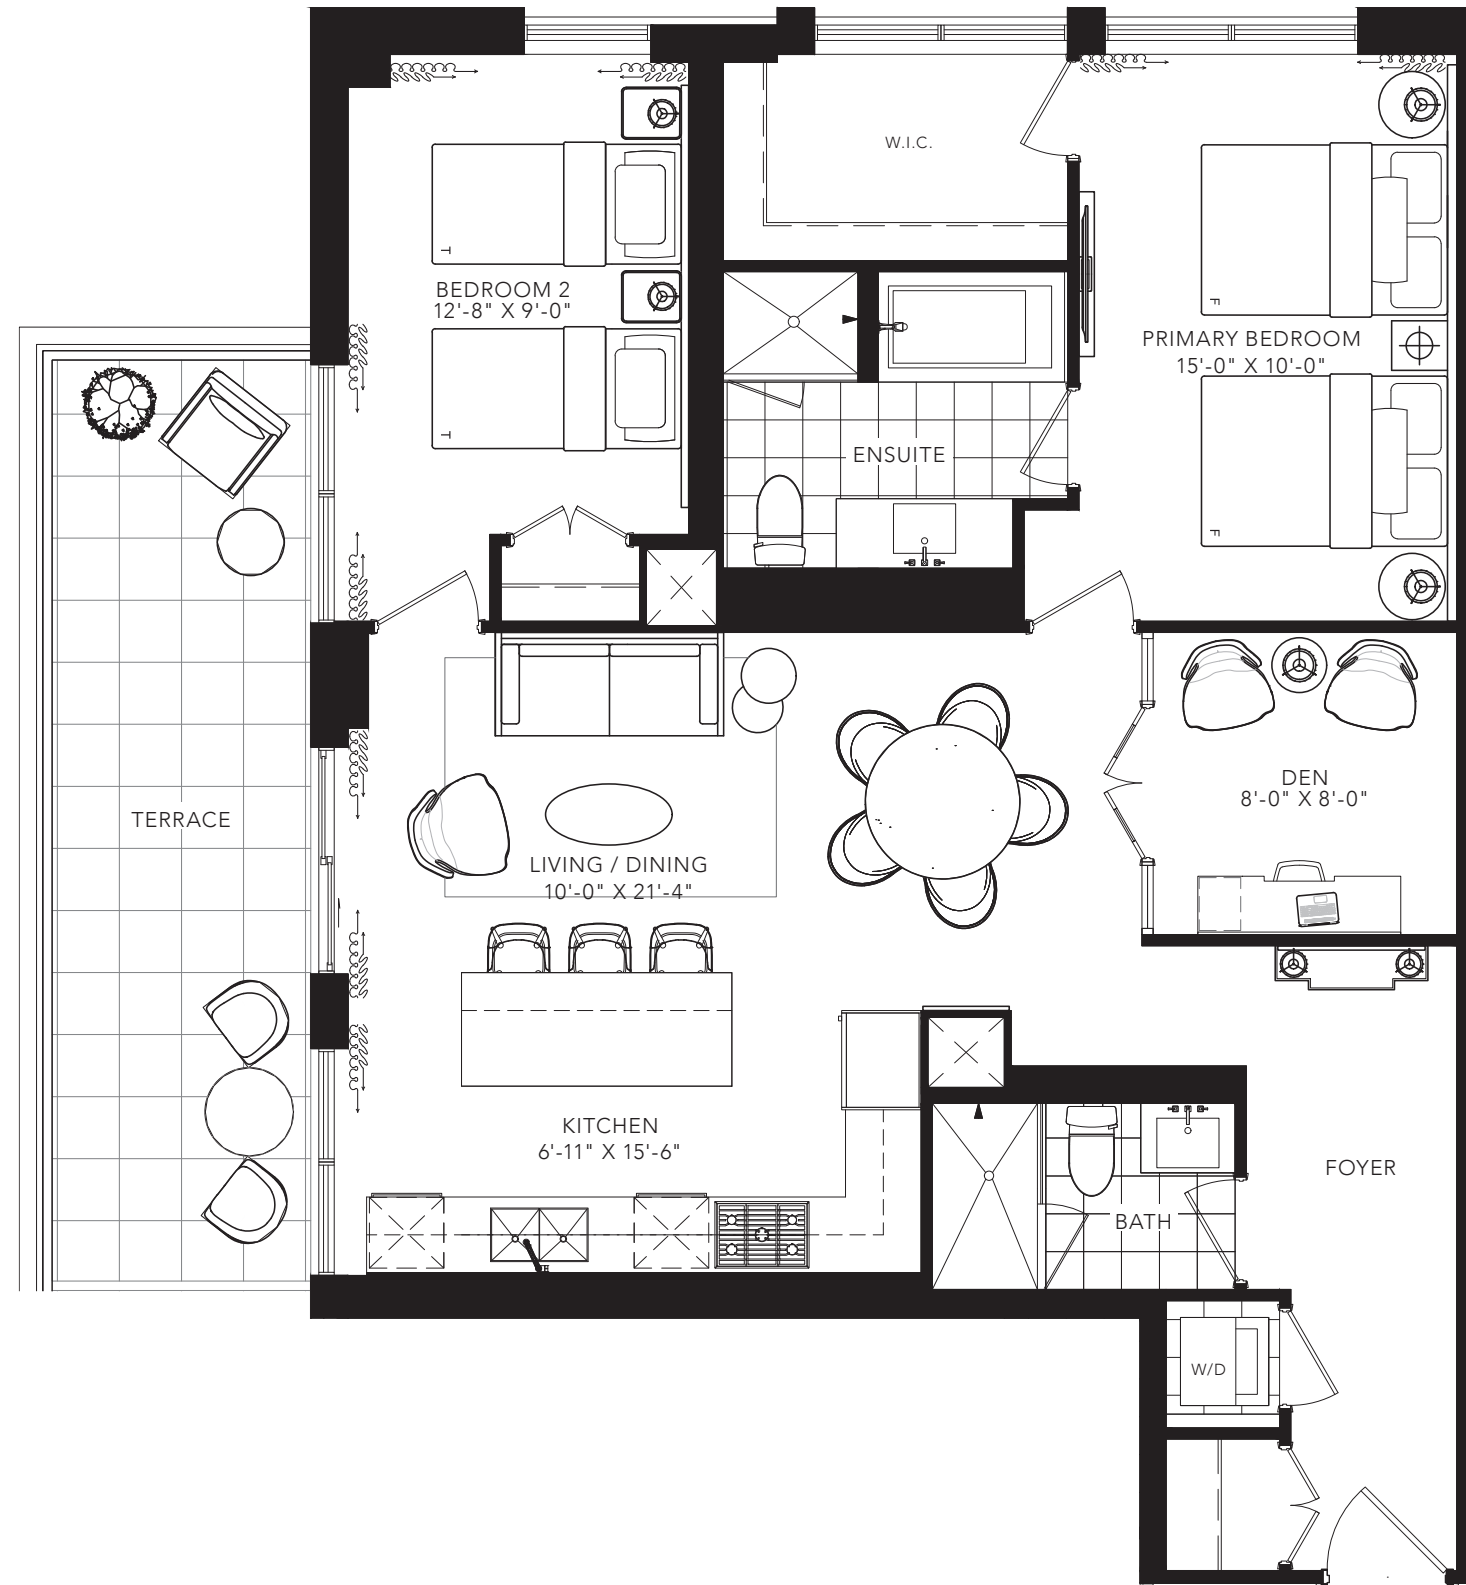 W.I.C.
BEDROOM 2
12'-8" X 9'-0"
T
T
PRIMARY BEDROOM
15'-0" X 10'-0"
F
F
ENSUITE
DEN
8'-0" X 8'-0"
TERRACE
LIVING / DINING
10'-0" X 21'-4"
KITCHEN
6'-11" X 15'-6"
FOYER
BATH
W/D